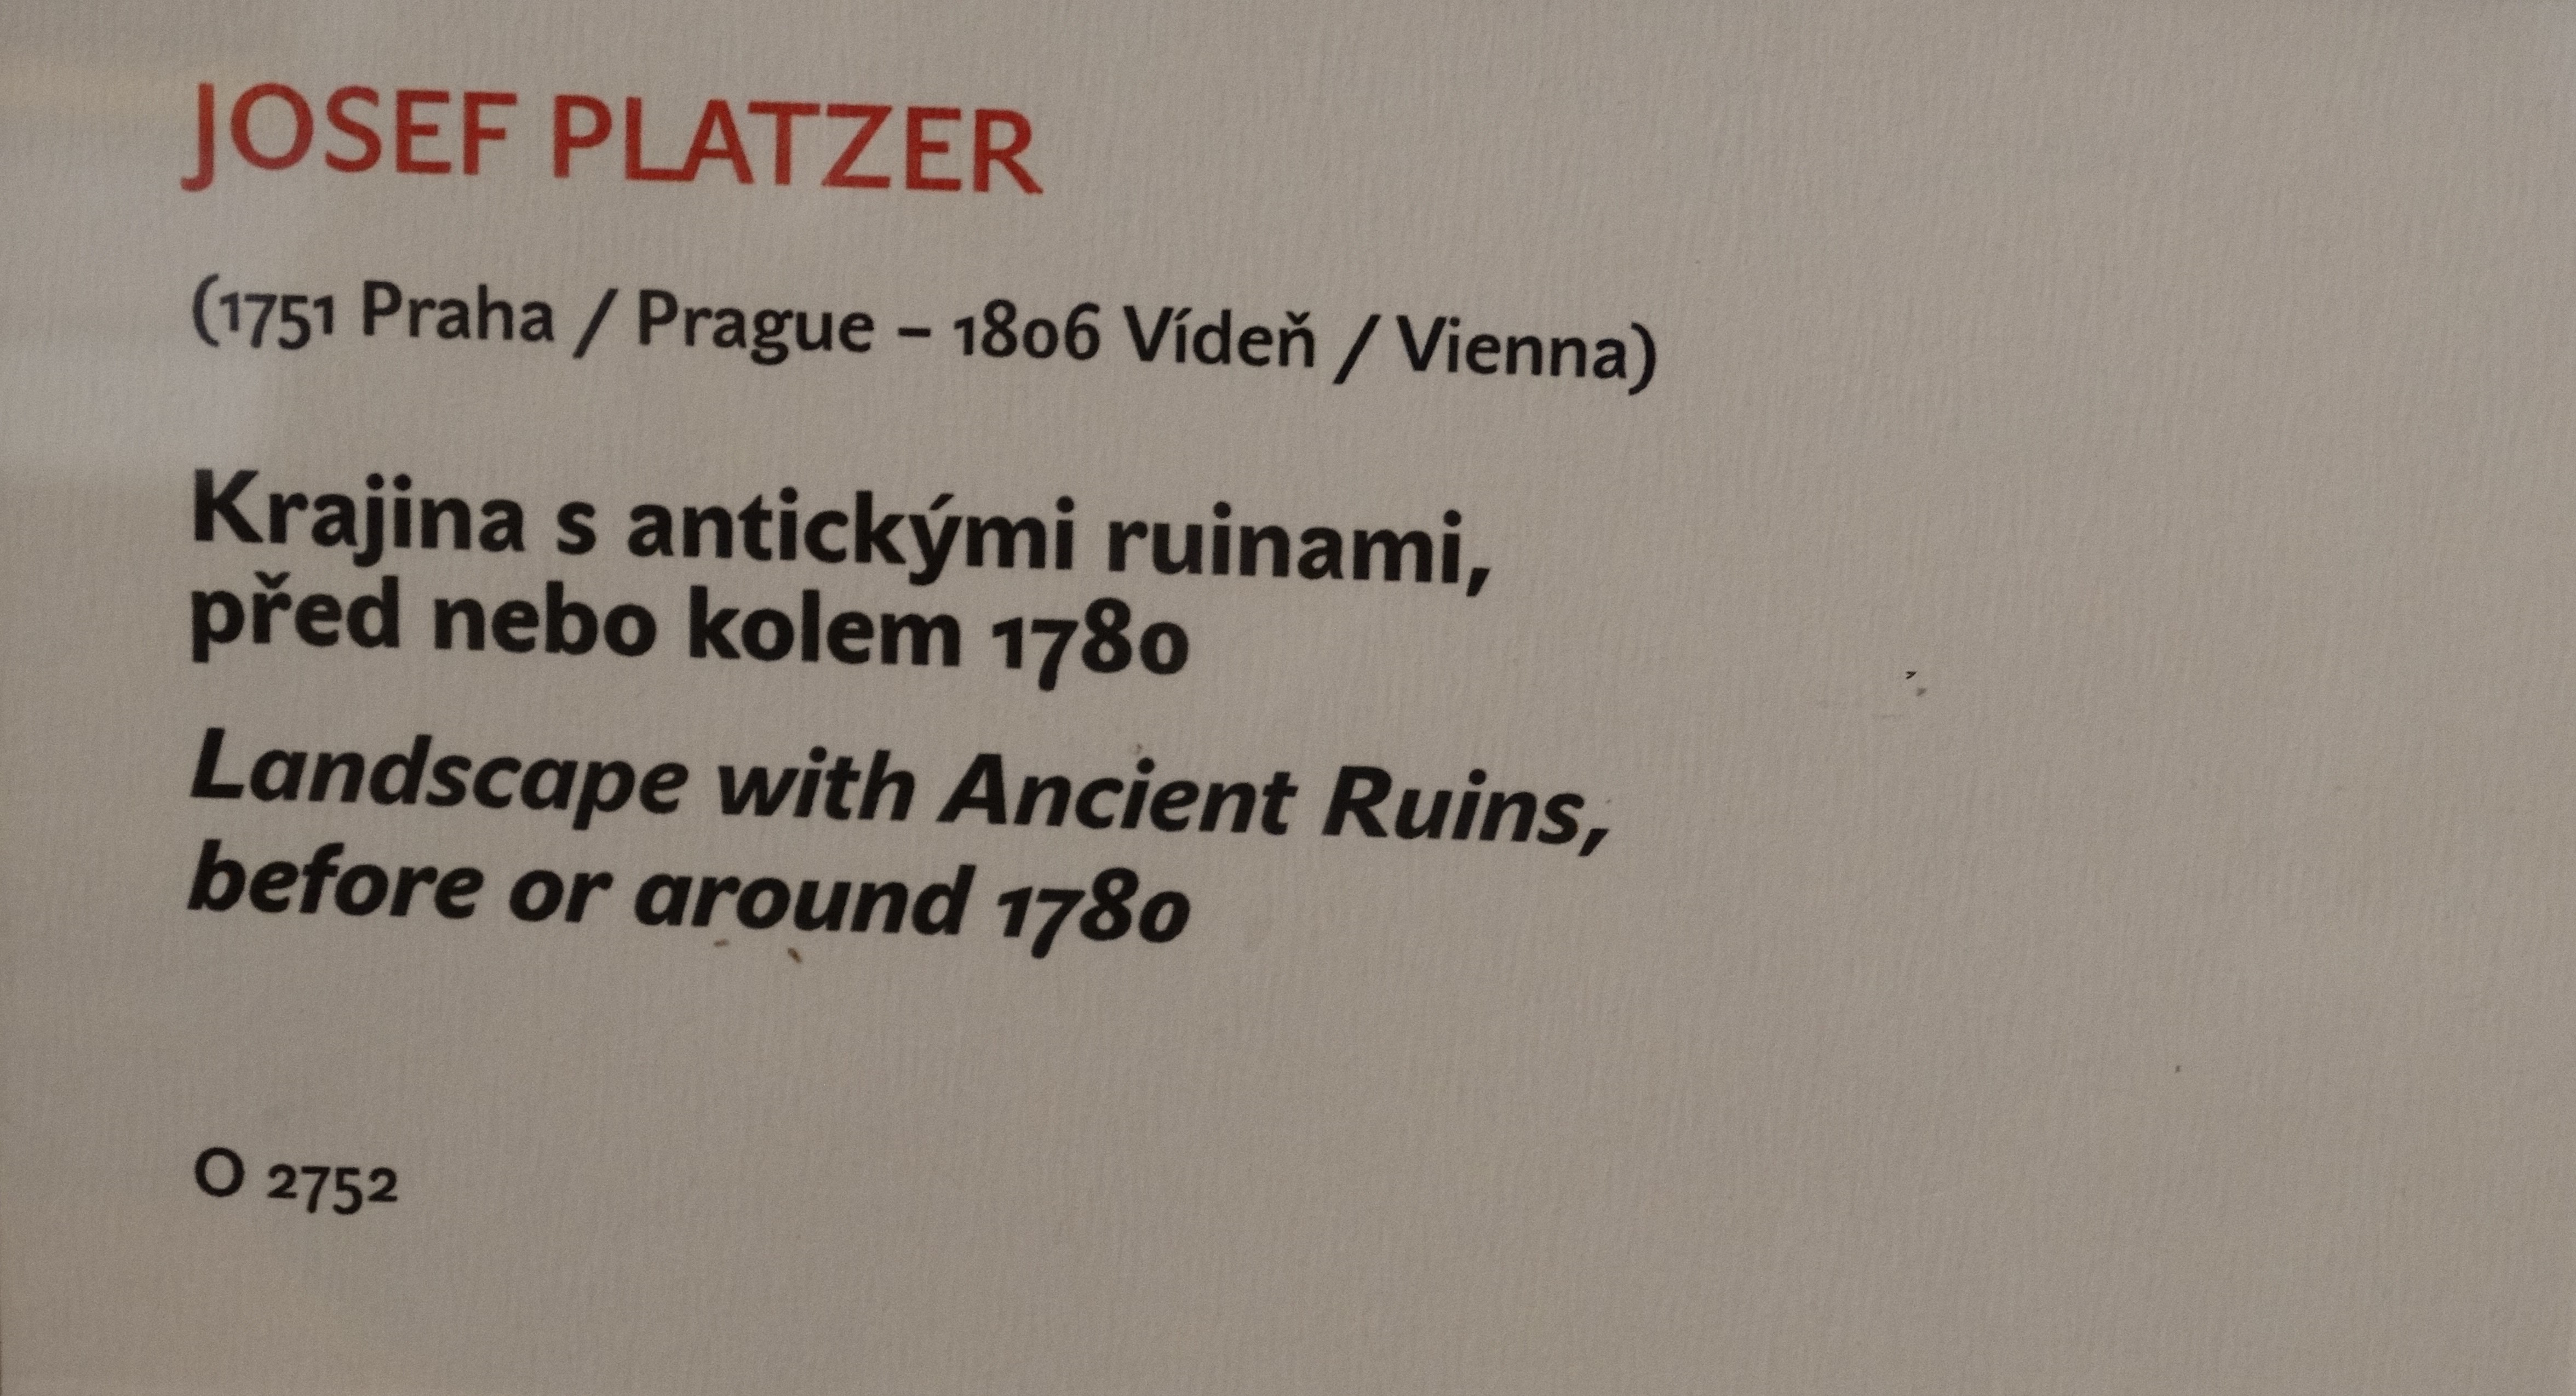 JOSEF PLATZER
(1751 Praha / Prague – 1806 Vídeň / Vienna)
Krajina s antickými ruinami,
před nebo kolem 1780
Landscape with Ancient Ruins,
before or around 1780
O 2752